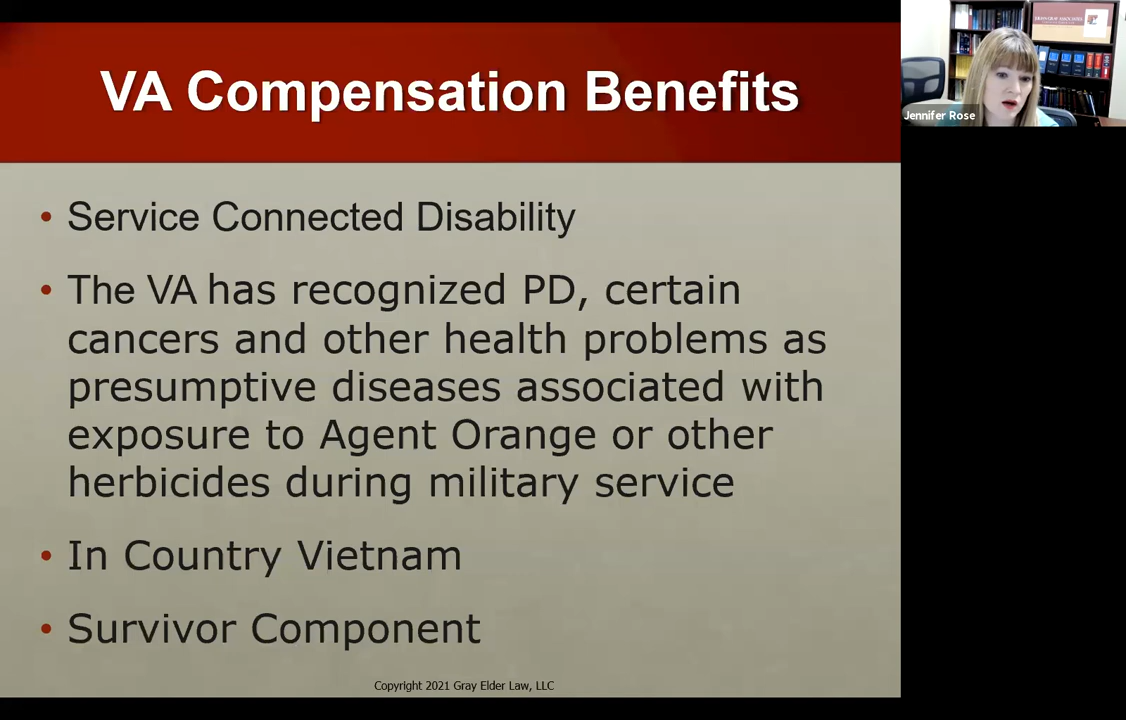 VA Compensation Benefits
• Service Connected Disability
• The VA has recognized PD, certain
cancers and other health problems as
presumptive diseases associated with
exposure to Agent Orange or other
herbicides during military service
• In Country Vietnam
• Survivor Component
Copyright 2021 Gray Elder Law, LLC
Jennifer Rose